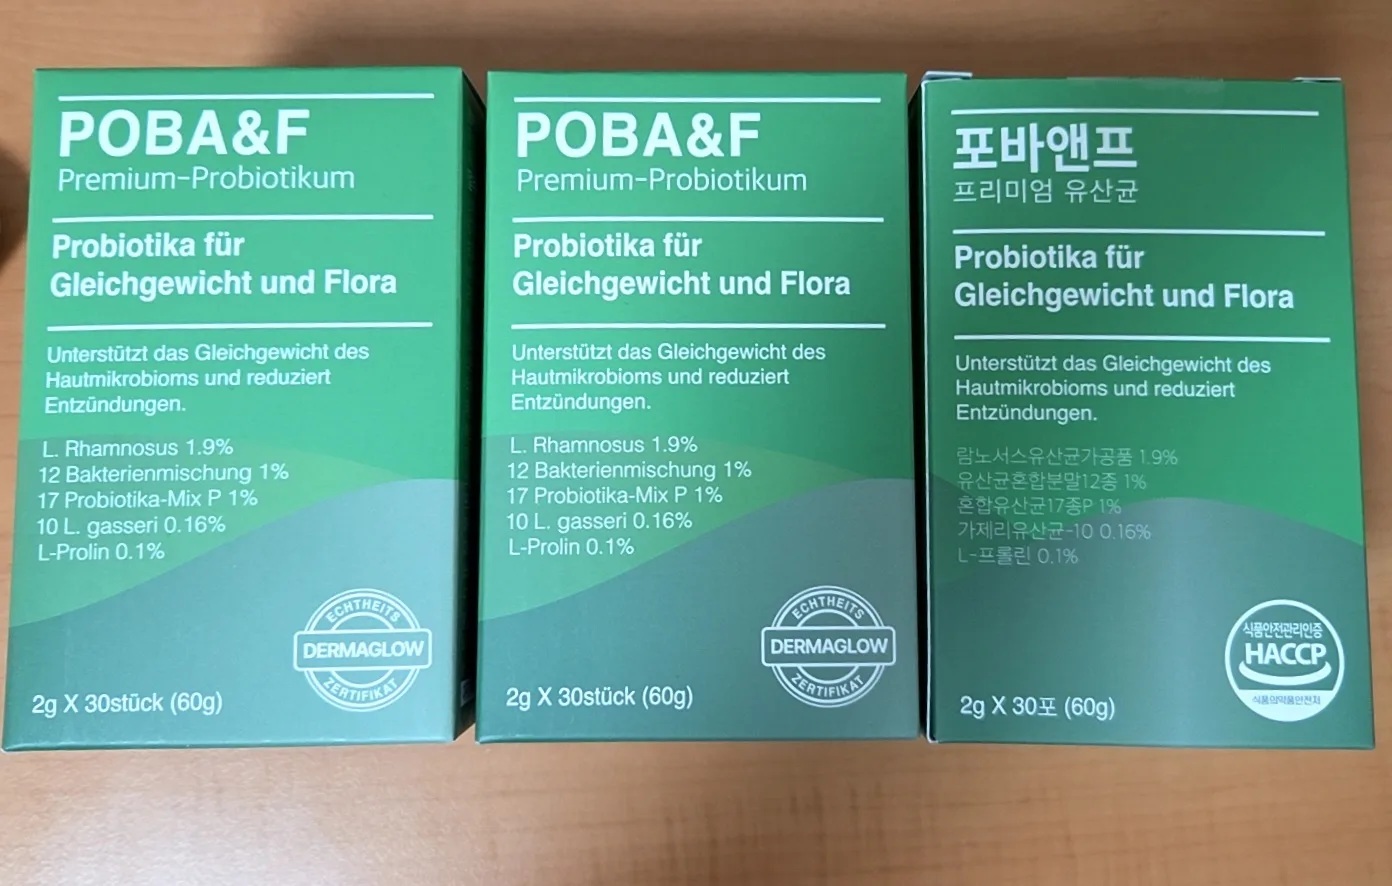 POBA&F
Premium-Probiotikum
Probiotika für
Gleichgewicht und Flora
Unterstützt das Gleichgewicht des
Hautmikrobioms und reduziert
Entzündungen.
L. Rhamnosus 1.9%
12 Bakterienmischung 1%
17 Probiotika-Mix P 1%
10 L. gasseri 0.16%
L-Prolin 0.1%
ECHTHEITS
DERMAGLOW
ZERTIFIKAT
2g X 30stück (60g)
POBA&F
Premium-Probiotikum
Probiotika für
Gleichgewicht und Flora
Unterstützt das Gleichgewicht des
Hautmikrobioms und reduziert
Entzündungen.
L. Rhamnosus 1.9%
12 Bakterienmischung 1%
17 Probiotika-Mix P 1%
10 L. gasseri 0.16%
L-Prolin 0.1%
ECHTHEITS
DERMAGLOW
ZERTIFIKAT
2g X 30stück (60g)
포바앤프
프리미엄 유산균
Probiotika für
Gleichgewicht und Flora
Unterstützt das Gleichgewicht des
Hautmikrobioms und reduziert
Entzündungen.
람노서스유산균가공품 1.9%
유산균혼합분말12종 1%
혼합유산균17종P 1%
가제리유산균-10 0.16%
L-프롤린 0.1%
식품안전관리인증
HACCP
식품의약품안전처
2g X 30포 (60g)